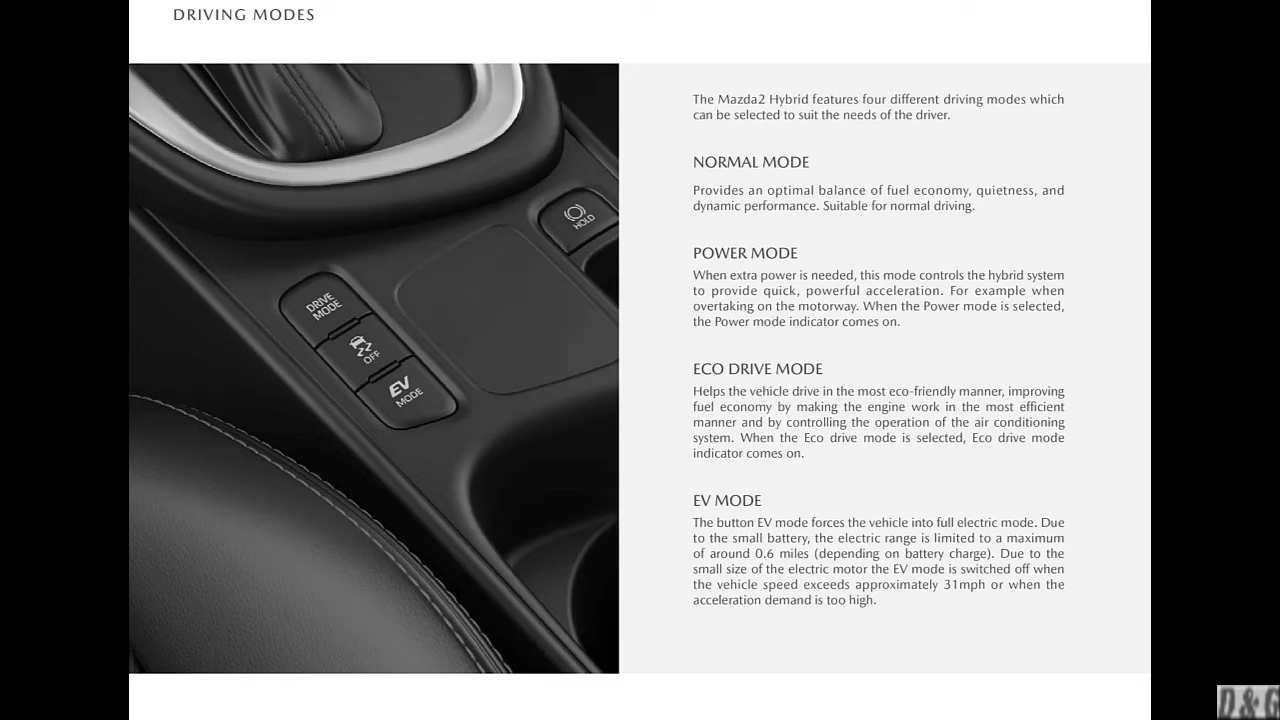 DRIVING MODES
The Mazda2 Hybrid features four different driving modes which
can be selected to suit the needs of the driver.
NORMAL MODE
Provides an optimal balance of fuel economy, quietness, and
dynamic performance. Suitable for normal driving.
POWER MODE
When extra power is needed, this mode controls the hybrid system
to provide quick, powerful acceleration. For example when
overtaking on the motorway. When the Power mode is selected,
the Power mode indicator comes on.
ECO DRIVE MODE
Helps the vehicle drive in the most eco-friendly manner, improving
fuel economy by making the engine work in the most efficient
manner and by controlling the operation of the air conditioning
system. When the Eco drive mode is selected, Eco drive mode
indicator comes on.
EV MODE
The button EV mode forces the vehicle into full electric mode. Due
to the small battery, the electric range is limited to a maximum
of around 0.6 miles (depending on battery charge). Due to the
small size of the electric motor the EV mode is switched off when
the vehicle speed exceeds approximately 31mph or when the
acceleration demand is too high.
HOLD
DRIVE
MODE
OFF
EV
MODE
D&G